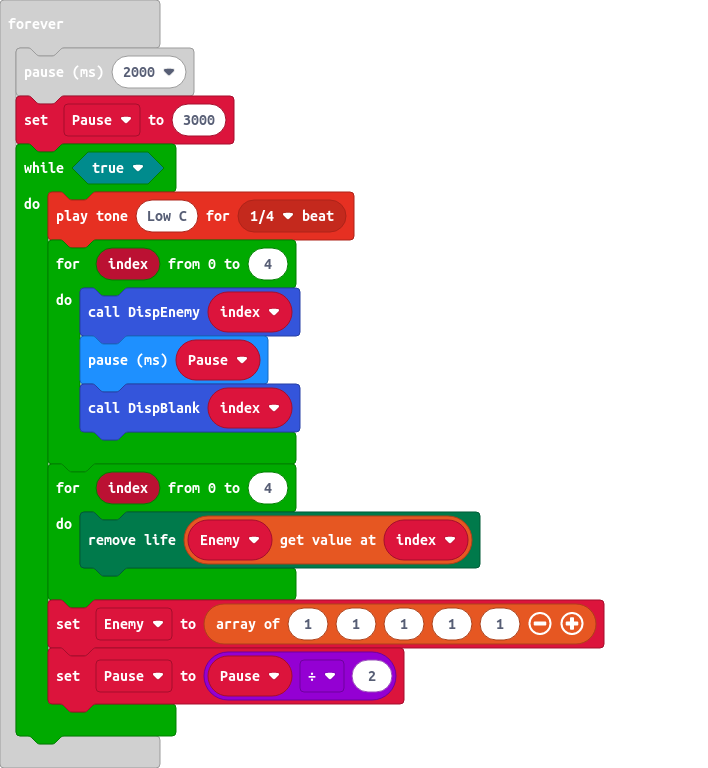 forever
pause (ms) 2000
set Pause to 3000
while true
do
play tone Low C for 1/4 beat
for index from 0 to 4
do
call DispEnemy index
pause (ms) Pause
call DispBlank index
for index from 0 to 4
do
remove life Enemy get value at index
set Enemy to array of 1 1 1 1 1
set Pause to Pause ÷ 2